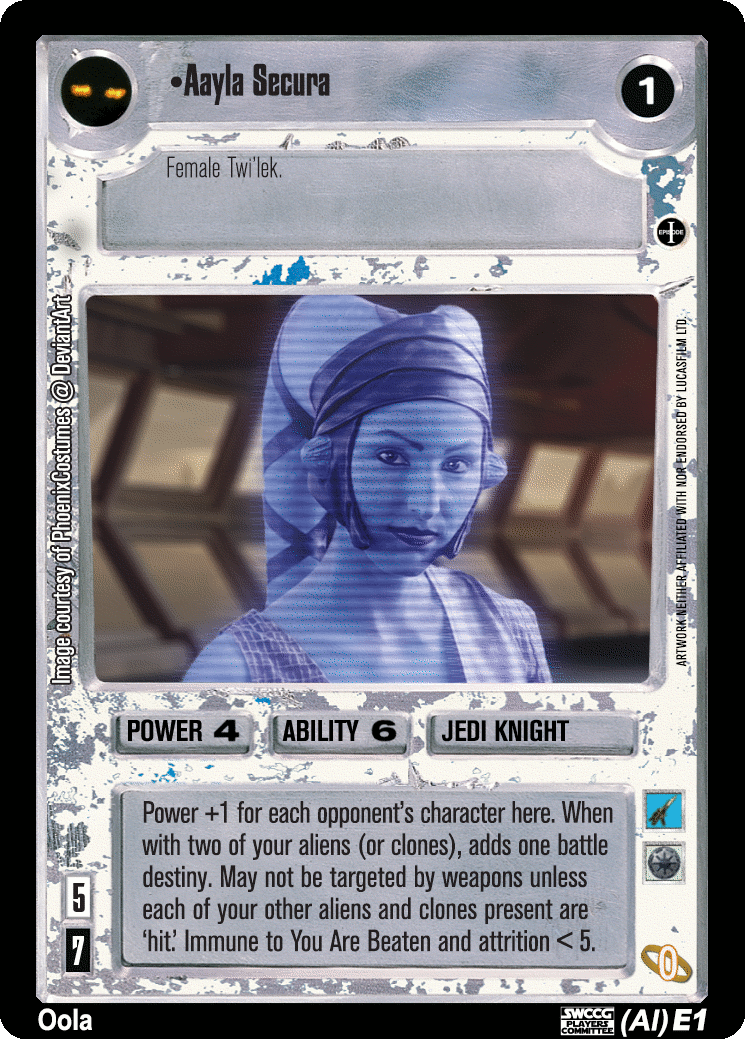 •Aayla Secura
1
Female Twi'lek.
EPISODE
I
Image courtesy of PhoenixCostumes @ DeviantArt
ARTWORK NEITHER AFFILIATED WITH NOR ENDORSED BY LUCASFILM LTD.
POWER 4
ABILITY 6
JEDI KNIGHT
Power +1 for each opponent's character here. When
with two of your aliens (or clones), adds one battle
destiny. May not be targeted by weapons unless
each of your other aliens and clones present are
'hit.' Immune to You Are Beaten and attrition < 5.
5
7
0
Oola
SWCCG
PLAYERS
COMMITTEE
(AI) E1